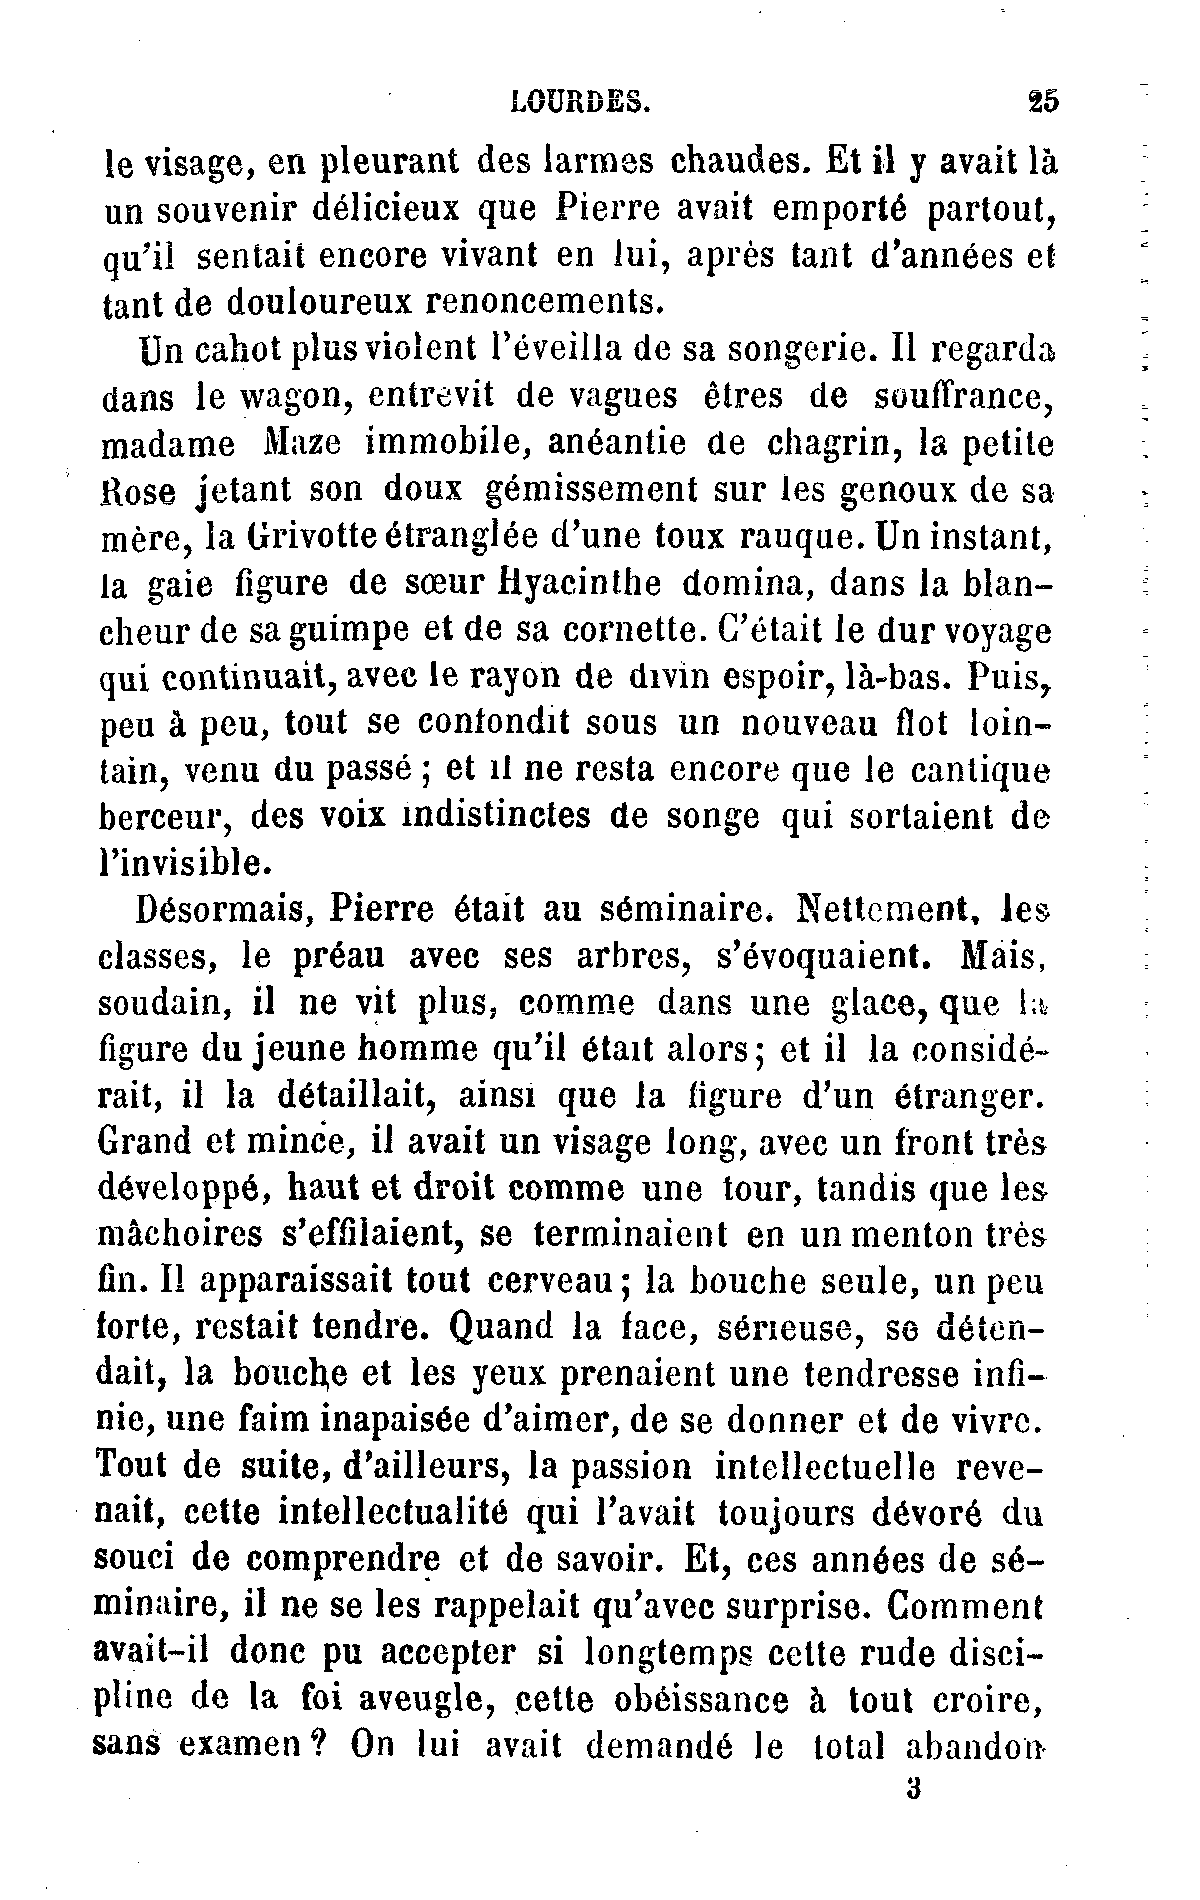 LOURDES. 25
le visage, en pleurant des larmes chaudes. Et il y avait là
un souvenir délicieux que Pierre avait emporté partout,
qu'il sentait encore vivant en lui, après tant d'années et
tant de douloureux renoncements.
Un cahot plus violent l'éveilla de sa songerie. Il regarda
dans le wagon, entrevit de vagues êtres de souffrance,
madame Maze immobile, anéantie de chagrin, la petite
Rose jetant son doux gémissement sur les genoux de sa
mère, la Grivotte étranglée d'une toux rauque. Un instant,
la gaie figure de sœur Hyacinthe domina, dans la blan-
cheur de sa guimpe et de sa cornette. C'était le dur voyage
qui continuait, avec le rayon de divin espoir, là-bas. Puis,
peu à peu, tout se confondit sous un nouveau flot loin-
tain, venu du passé ; et il ne resta encore que le cantique
berceur, des voix indistinctes de songe qui sortaient de
l'invisible.
Désormais, Pierre était au séminaire. Nettement, les
classes, le préau avec ses arbres, s'évoquaient. Mais,
soudain, il ne vit plus, comme dans une glace, que la
figure du jeune homme qu'il était alors; et il la considé-
rait, il la détaillait, ainsi que la figure d'un étranger.
Grand et mince, il avait un visage long, avec un front très
développé, haut et droit comme une tour, tandis que les
mâchoires s'effilaient, se terminaient en un menton très
fin. Il apparaissait tout cerveau; la bouche seule, un peu
forte, restait tendre. Quand la face, sérieuse, se déten-
dait, la bouche et les yeux prenaient une tendresse infi-
nie, une faim inapaisée d'aimer, de se donner et de vivre.
Tout de suite, d'ailleurs, la passion intellectuelle reve-
nait, cette intellectualité qui l'avait toujours dévoré du
souci de comprendre et de savoir. Et, ces années de sé-
minaire, il ne se les rappelait qu'avec surprise. Comment
avait-il donc pu accepter si longtemps cette rude disci-
pline de la foi aveugle, cette obéissance à tout croire,
sans examen ? On lui avait demandé le total abandon
3